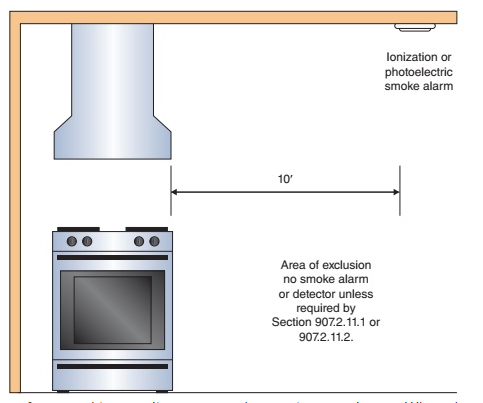 Ionization or
photoelectric
smoke alarm
10'
Area of exclusion
no smoke alarm
or detector unless
required by
Section 907.2.11.1 or
907.2.11.2.